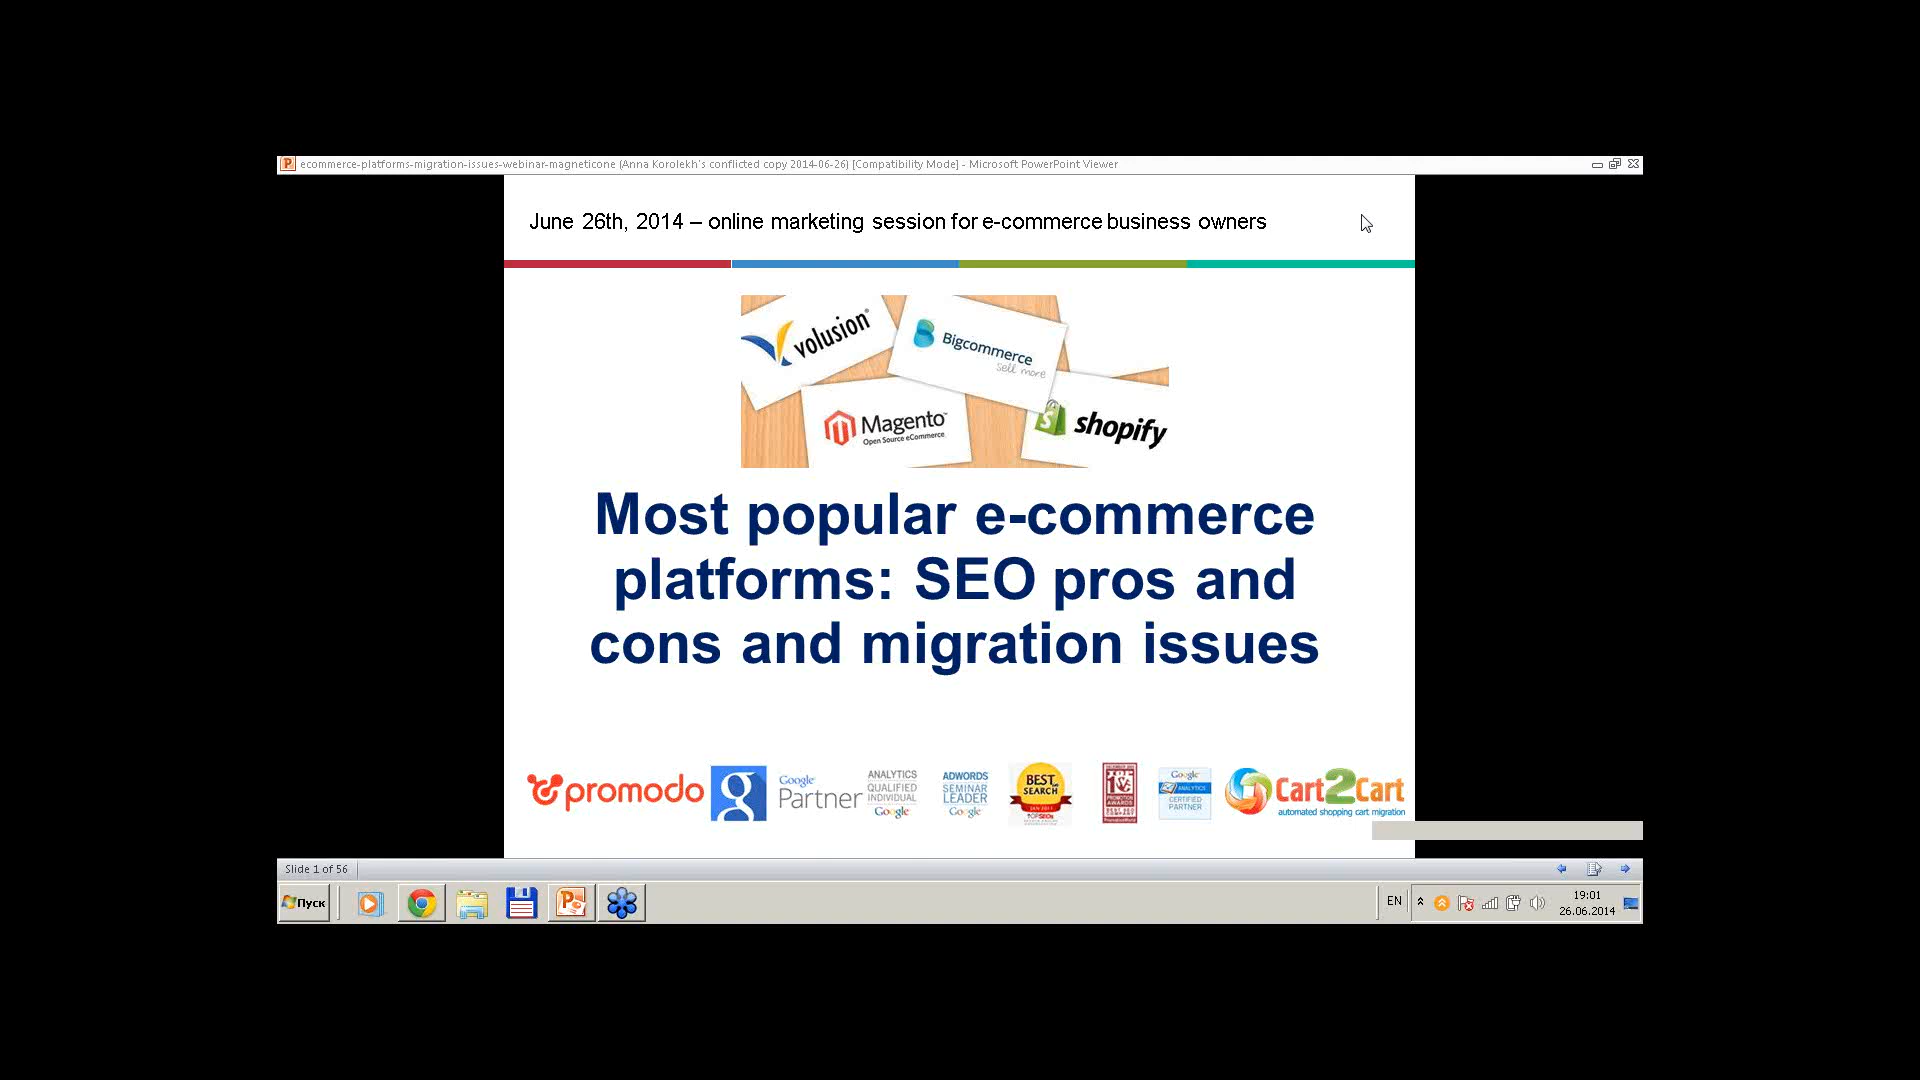 ecommerce-platforms-migration-issues-webinar-magneticone (Anna Korolekh's conflicted copy 2014-06-26) [Compatibility Mode] - Microsoft PowerPoint Viewer
June 26th, 2014 – online marketing session for e-commerce business owners
volusion®
Bigcommerce
sell more
Magento™
Open Source eCommerce
shopify
Most popular e-commerce
platforms: SEO pros and
cons and migration issues
promodo
g
Google
Partner
ANALYTICS
QUALIFIED
INDIVIDUAL
Google
ADWORDS
SEMINAR
LEADER
Google
BEST
SEARCH
TOPSEOs
Google
ANALYTICS
CERTIFIED
PARTNER
Cart2Cart
automated shopping cart migration
Slide 1 of 56
Пуск
EN
19:01
26.06.2014